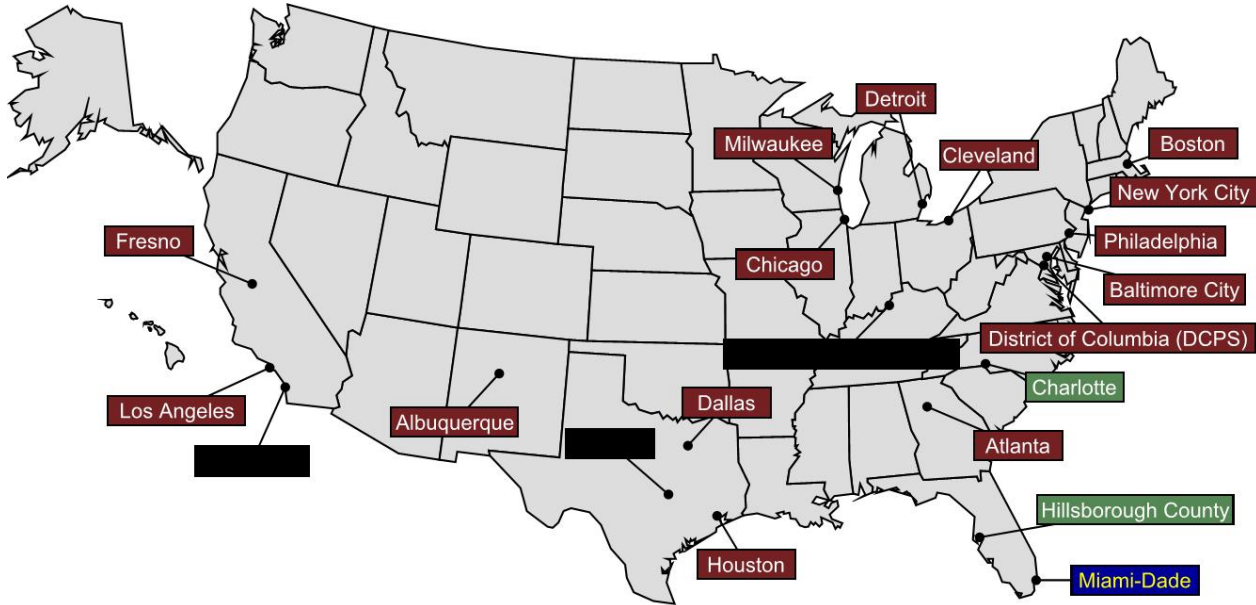 Detroit
Milwaukee
Cleveland
Boston
New York City
Fresno
Philadelphia
Chicago
Baltimore City
District of Columbia (DCPS)
Charlotte
Los Angeles
Albuquerque
Dallas
Atlanta
Hillsborough County
Houston
Miami-Dade